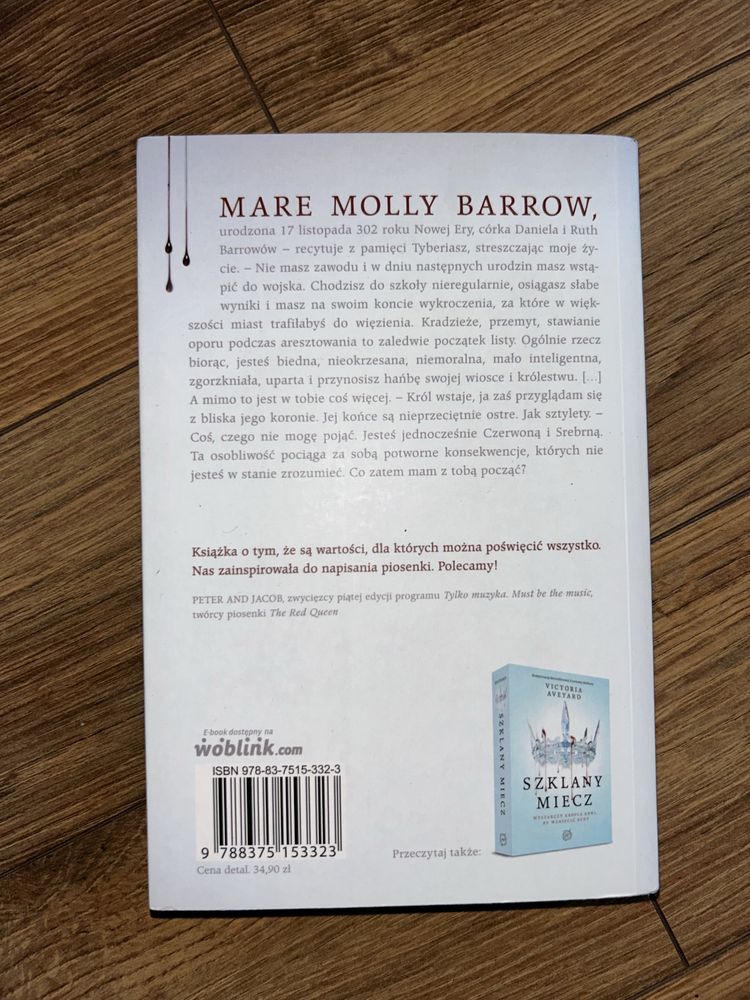 MARE MOLLY BARROW,
urodzona 17 listopada 302 roku Nowej Ery, córka Daniela i Ruth
Barrowów – recytuje z pamięci Tyberiasz, streszczając moje ży-
cie. – Nie masz zawodu i w dniu następnych urodzin masz wstą-
pić do wojska. Chodzisz do szkoły nieregularnie, osiągasz słabe
wyniki i masz na swoim koncie wykroczenia, za które w więk-
szości miast trafiłabyś do więzienia. Kradzieże, przemyt, stawianie
oporu podczas aresztowania to zaledwie początek listy. Ogólnie rzecz
biorąc, jesteś biedna, nieokrzesana, niemoralna, mało inteligentna,
zgorzkniała, uparta i przynosisz hańbę swojej wiosce i królestwu. [...]
A mimo to jest w tobie coś więcej. – Król wstaje, ja zaś przyglądam się
z bliska jego koronie. Jej końce są nieprzeciętnie ostre. Jak sztylety. –
Coś, czego nie mogę pojąć. Jesteś jednocześnie Czerwoną i Srebrną.
Ta osobliwość pociąga za sobą potworne konsekwencje, których nie
jesteś w stanie zrozumieć. Co zatem mam z tobą począć?
Książka o tym, że są wartości, dla których można poświęcić wszystko.
Nas zainspirowała do napisania piosenki. Polecamy!
PETER AND JACOB, zwycięzcy piątej edycji programu Tylko muzyka. Must be the music,
twórcy piosenki The Red Queen
E-book dostępny na
woblink.com
ISBN 978-83-7515-332-3
9 788375 153323
Cena detal. 34,90 zł
Przeczytaj także:
VICTORIA
AVEYARD
SZKLANY
MIECZ
SZKLANY MIECZ